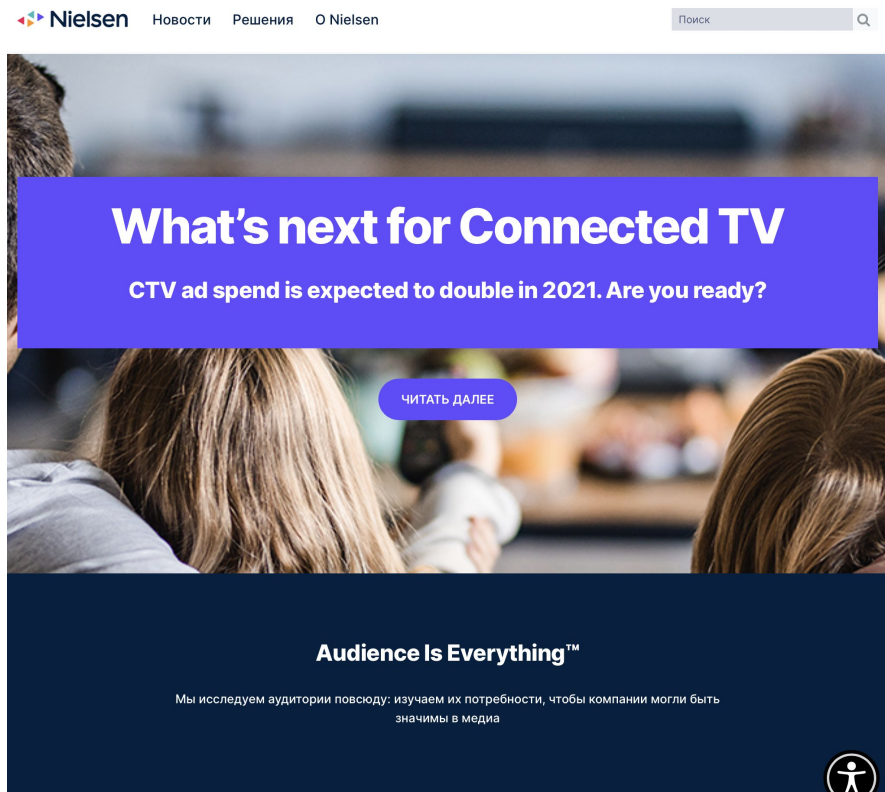 Nielsen Новости Решения О Nielsen Поиск
What’s next for Connected TV
CTV ad spend is expected to double in 2021. Are you ready?
ЧИТАТЬ ДАЛЕЕ
Audience Is Everything™
Мы исследуем аудитории повсюду: изучаем их потребности, чтобы компании могли быть
значимы в медиа